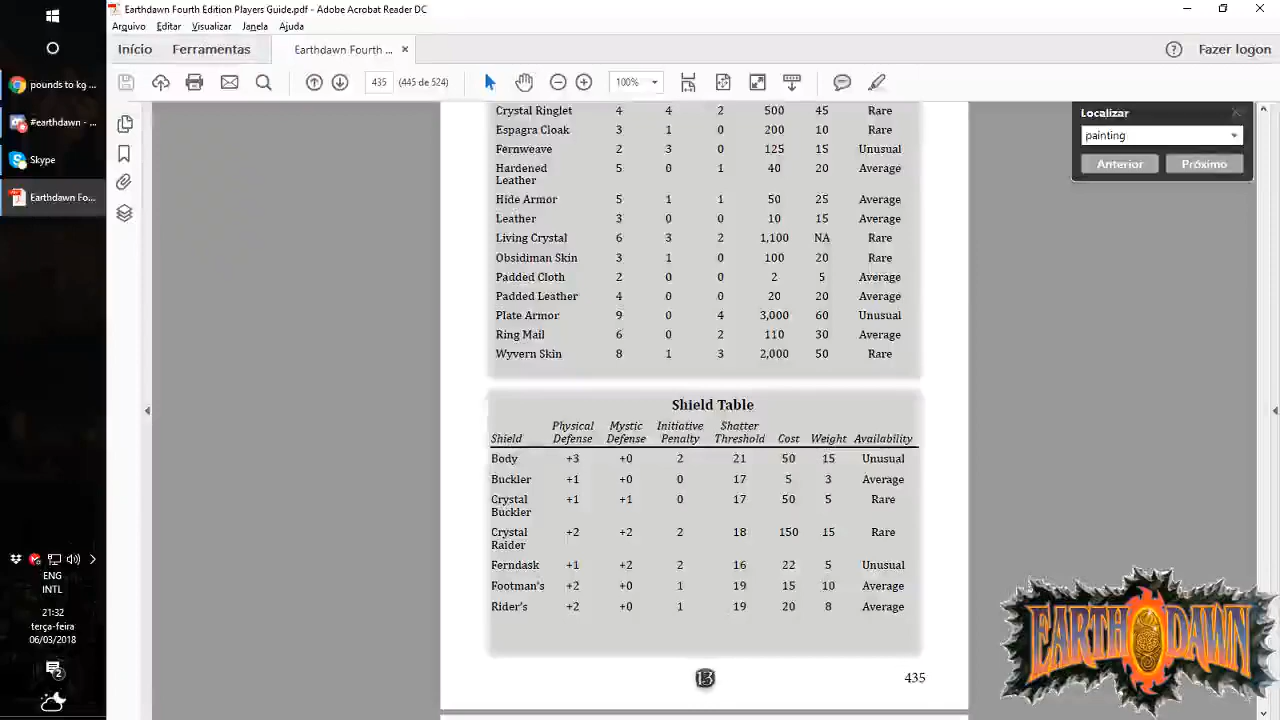 Earthdawn Fourth Edition Players Guide.pdf - Adobe Acrobat Reader DC
Arquivo Editar Visualizar Janela Ajuda
Início Ferramentas Earthdawn Fourth ... × Fazer logon
435 (445 de 524) 100%
pounds to kg ...
#earthdawn - ...
Skype
Earthdawn Fo...
Localizar
painting
Anterior Próximo
Crystal Ringlet 4 4 2 500 45 Rare
Espagra Cloak 3 1 0 200 10 Rare
Fernweave 2 3 0 125 15 Unusual
Hardened 5 0 1 40 20 Average
Leather
Hide Armor 5 1 1 50 25 Average
Leather 3 0 0 10 15 Average
Living Crystal 6 3 2 1,100 NA Rare
Obsidiman Skin 3 1 0 100 20 Rare
Padded Cloth 2 0 0 2 5 Average
Padded Leather 4 0 0 20 20 Average
Plate Armor 9 0 4 3,000 60 Unusual
Ring Mail 6 0 2 110 30 Average
Wyvern Skin 8 1 3 2,000 50 Rare
Shield Table
Physical Mystic Initiative Shatter
Shield Defense Defense Penalty Threshold Cost Weight Availability
Body +3 +0 2 21 50 15 Unusual
Buckler +1 +0 0 17 5 3 Average
Crystal +1 +1 0 17 50 5 Rare
Buckler
Crystal +2 +2 2 18 150 15 Rare
Raider
Ferndask +1 +2 2 16 22 5 Unusual
Footman's +2 +0 1 19 15 10 Average
Rider's +2 +0 1 19 20 8 Average
13 435
ENG
INTL
21:32
terça-feira
06/03/2018
2
EARTHDAWN